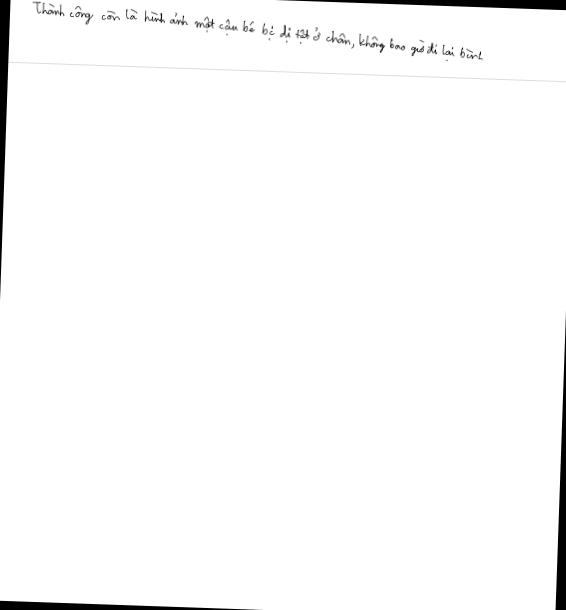 Thành công còn là hình ảnh một cậu bé bị dị tật ở chân, không bao giờ đi lại bình